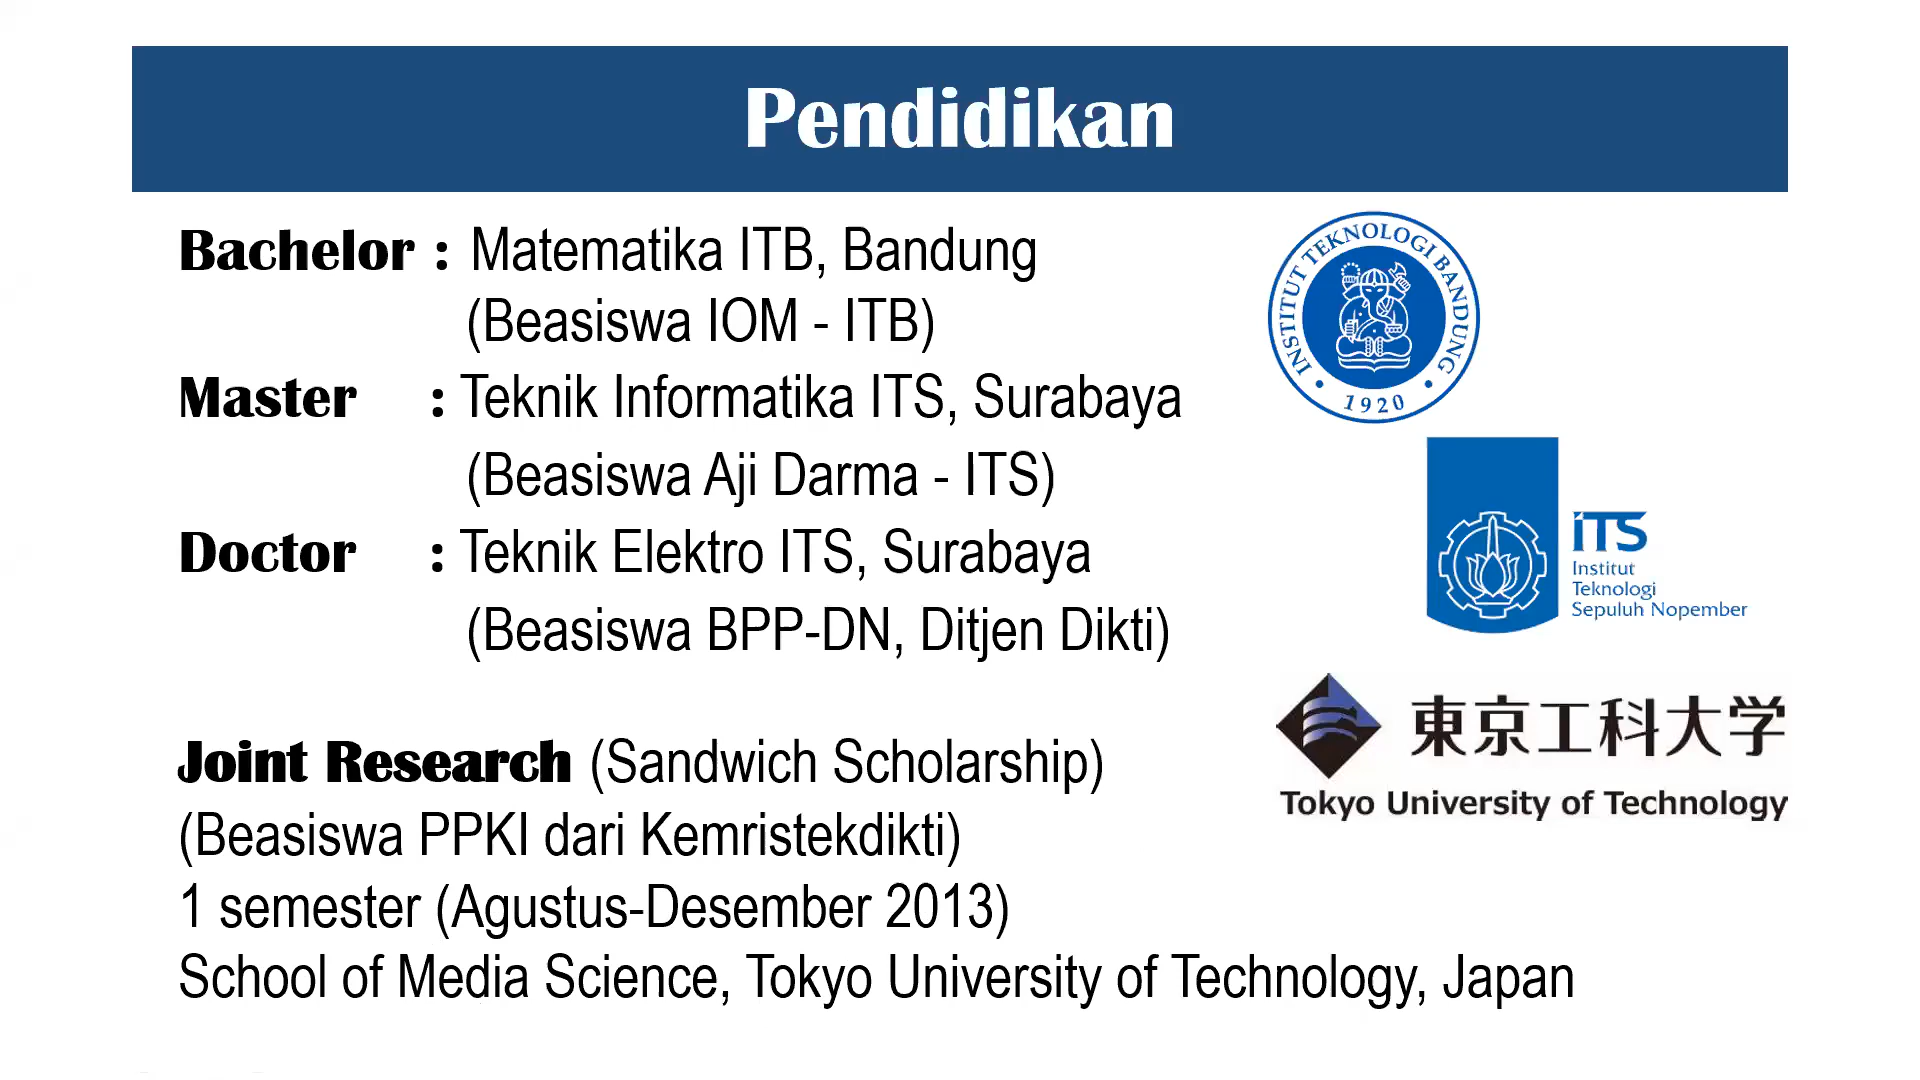 Pendidikan
Bachelor : Matematika ITB, Bandung
(Beasiswa IOM - ITB)
Master : Teknik Informatika ITS, Surabaya
(Beasiswa Aji Darma - ITS)
Doctor : Teknik Elektro ITS, Surabaya
(Beasiswa BPP-DN, Ditjen Dikti)
Joint Research (Sandwich Scholarship)
(Beasiswa PPKI dari Kemristekdikti)
1 semester (Agustus-Desember 2013)
School of Media Science, Tokyo University of Technology, Japan
INSTITUT TEKNOLOGI BANDUNG
1920
iTS
Institut
Teknologi
Sepuluh Nopember
東京工科大学
Tokyo University of Technology